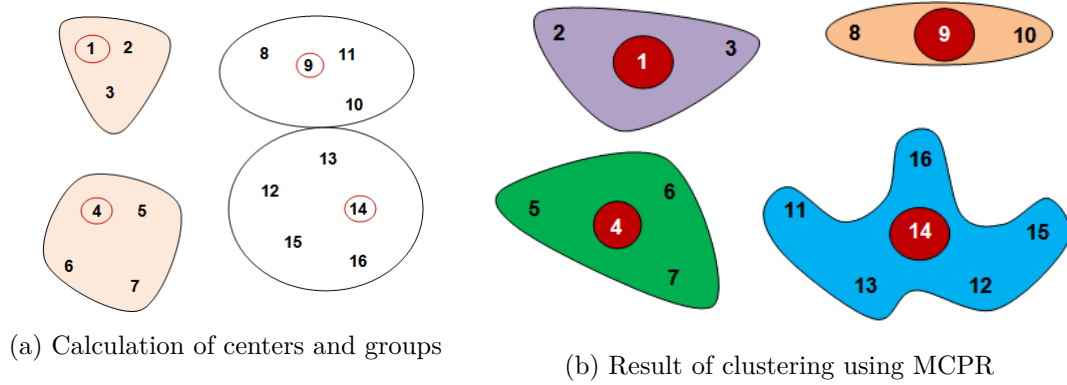 1 2
3
8 9 11
10
4 5
6
7
13
12
14
15
16
(a) Calculation of centers and groups
2 1 3
8 9 10
5 4 6
7
16
11 14 15
13 12
(b) Result of clustering using MCPR